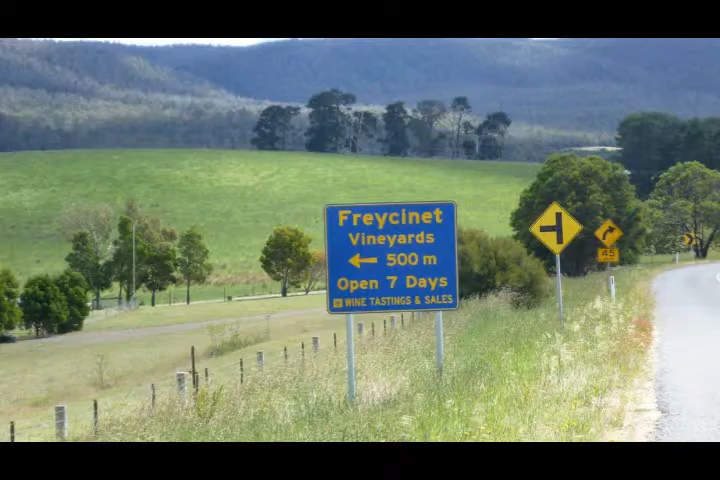 Freycinet
Vineyards
500 m
Open 7 Days
WINE TASTINGS & SALES
45